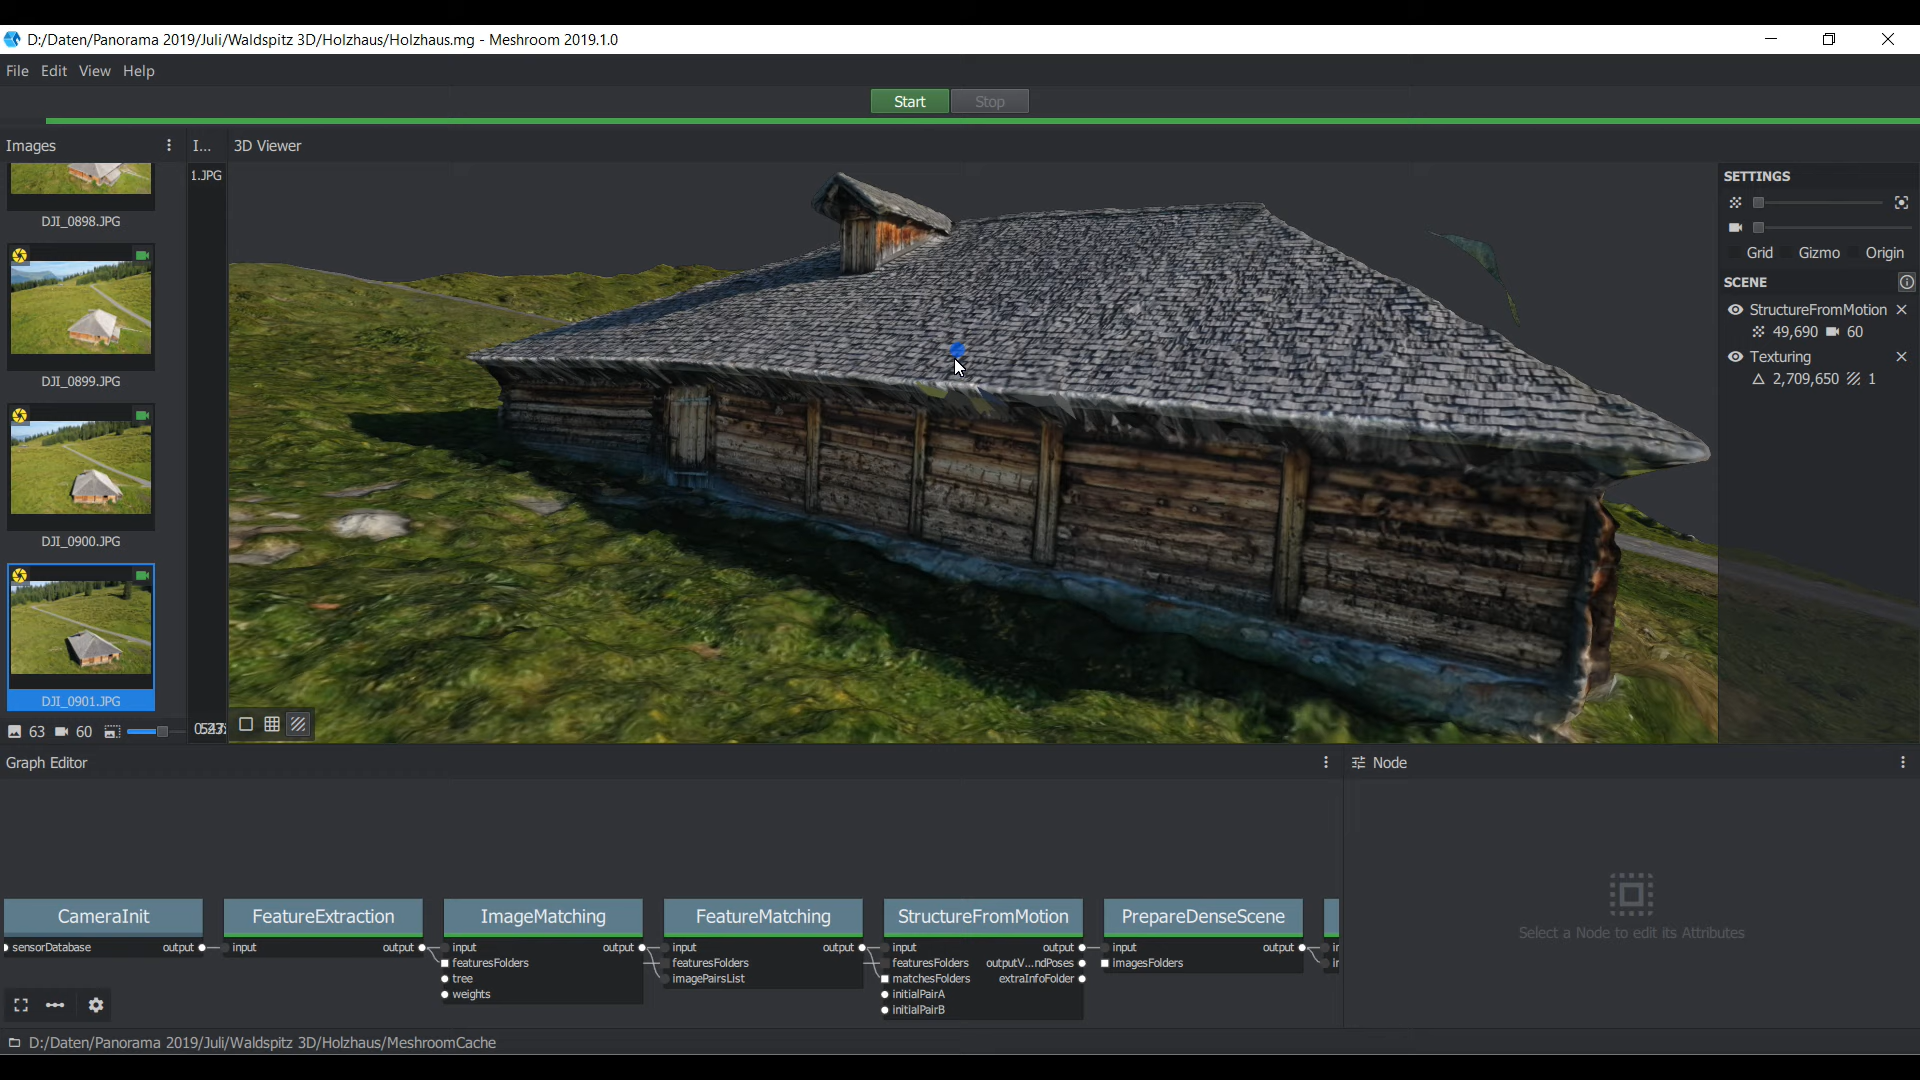 D:/Daten/Panorama 2019/Juli/Waldspitz 3D/Holzhaus/Holzhaus.mg - Meshroom 2019.1.0
File Edit View Help
Start Stop
Images
I...
3D Viewer
1.JPG
DJI_0898.JPG
DJI_0899.JPG
DJI_0900.JPG
DJI_0901.JPG
63 60
SETTINGS
Grid Gizmo Origin
SCENE
StructureFromMotion
49,690 60
Texturing
2,709,650 1
Graph Editor
Node
CameraInit
sensorDatabase output
FeatureExtraction
input output
ImageMatching
input output
featuresFolders
tree
weights
FeatureMatching
input output
featuresFolders
imagePairsList
StructureFromMotion
input output
featuresFolders outputV...ndPoses
matchesFolders extraInfoFolder
initialPairA
initialPairB
PrepareDenseScene
input output
imagesFolders
Select a Node to edit its Attributes
D:/Daten/Panorama 2019/Juli/Waldspitz 3D/Holzhaus/MeshroomCache